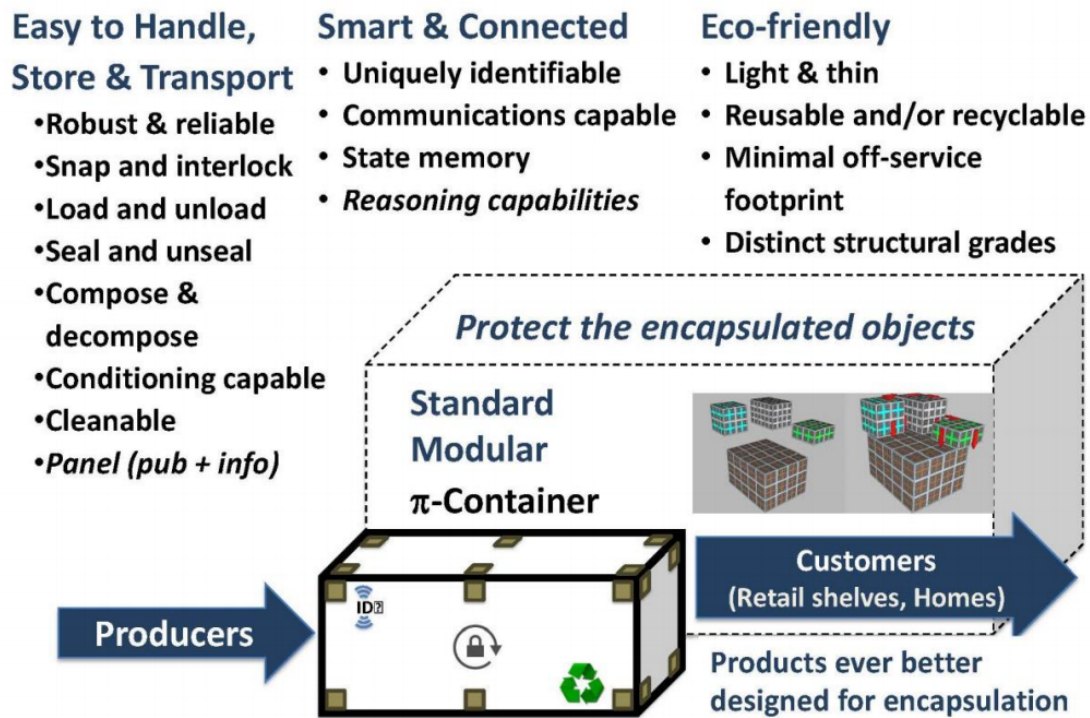 Easy to Handle,
Store & Transport
•Robust & reliable
•Snap and interlock
•Load and unload
•Seal and unseal
•Compose &
decompose
•Conditioning capable
•Cleanable
•Panel (pub + info)
Smart & Connected
• Uniquely identifiable
• Communications capable
• State memory
• Reasoning capabilities
Eco-friendly
• Light & thin
• Reusable and/or recyclable
• Minimal off-service
footprint
• Distinct structural grades
Protect the encapsulated objects
Standard
Modular
π-Container
Producers
ID
Customers
(Retail shelves, Homes)
Products ever better
designed for encapsulation